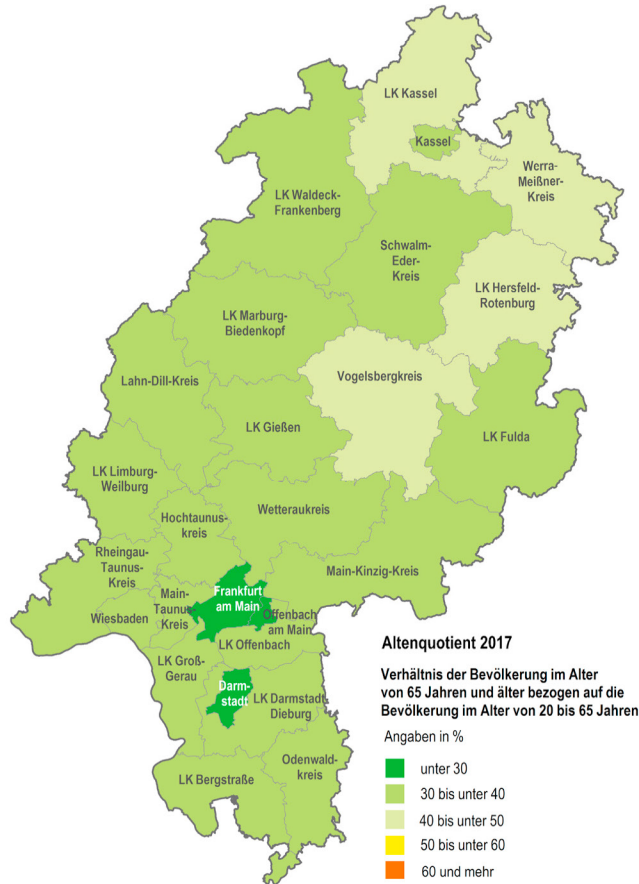 LK Kassel
Kassel
Werra-
Meißner-
Kreis
LK Waldeck-
Frankenberg
Schwalm-
Eder-
Kreis
LK Hersfeld-
Rotenburg
LK Marburg-
Biedenkopf
Vogelsbergkreis
Lahn-Dill-Kreis
LK Gießen
LK Fulda
LK Limburg-
Weilburg
Wetteraukreis
Hochtaunus-
kreis
Rheingau-
Taunus-
Kreis
Main-Kinzig-Kreis
Main-
Taunus-
Kreis
Frankfurt
am Main
Wiesbaden
Offenbach
am Main
LK Offenbach
LK Groß-
Gerau
Darm-
stadt
LK Darmstadt
Dieburg
Odenwald-
kreis
LK Bergstraße
Altenquotient 2017
Verhältnis der Bevölkerung im Alter
von 65 Jahren und älter bezogen auf die
Bevölkerung im Alter von 20 bis 65 Jahren
Angaben in %
unter 30
30 bis unter 40
40 bis unter 50
50 bis unter 60
60 und mehr